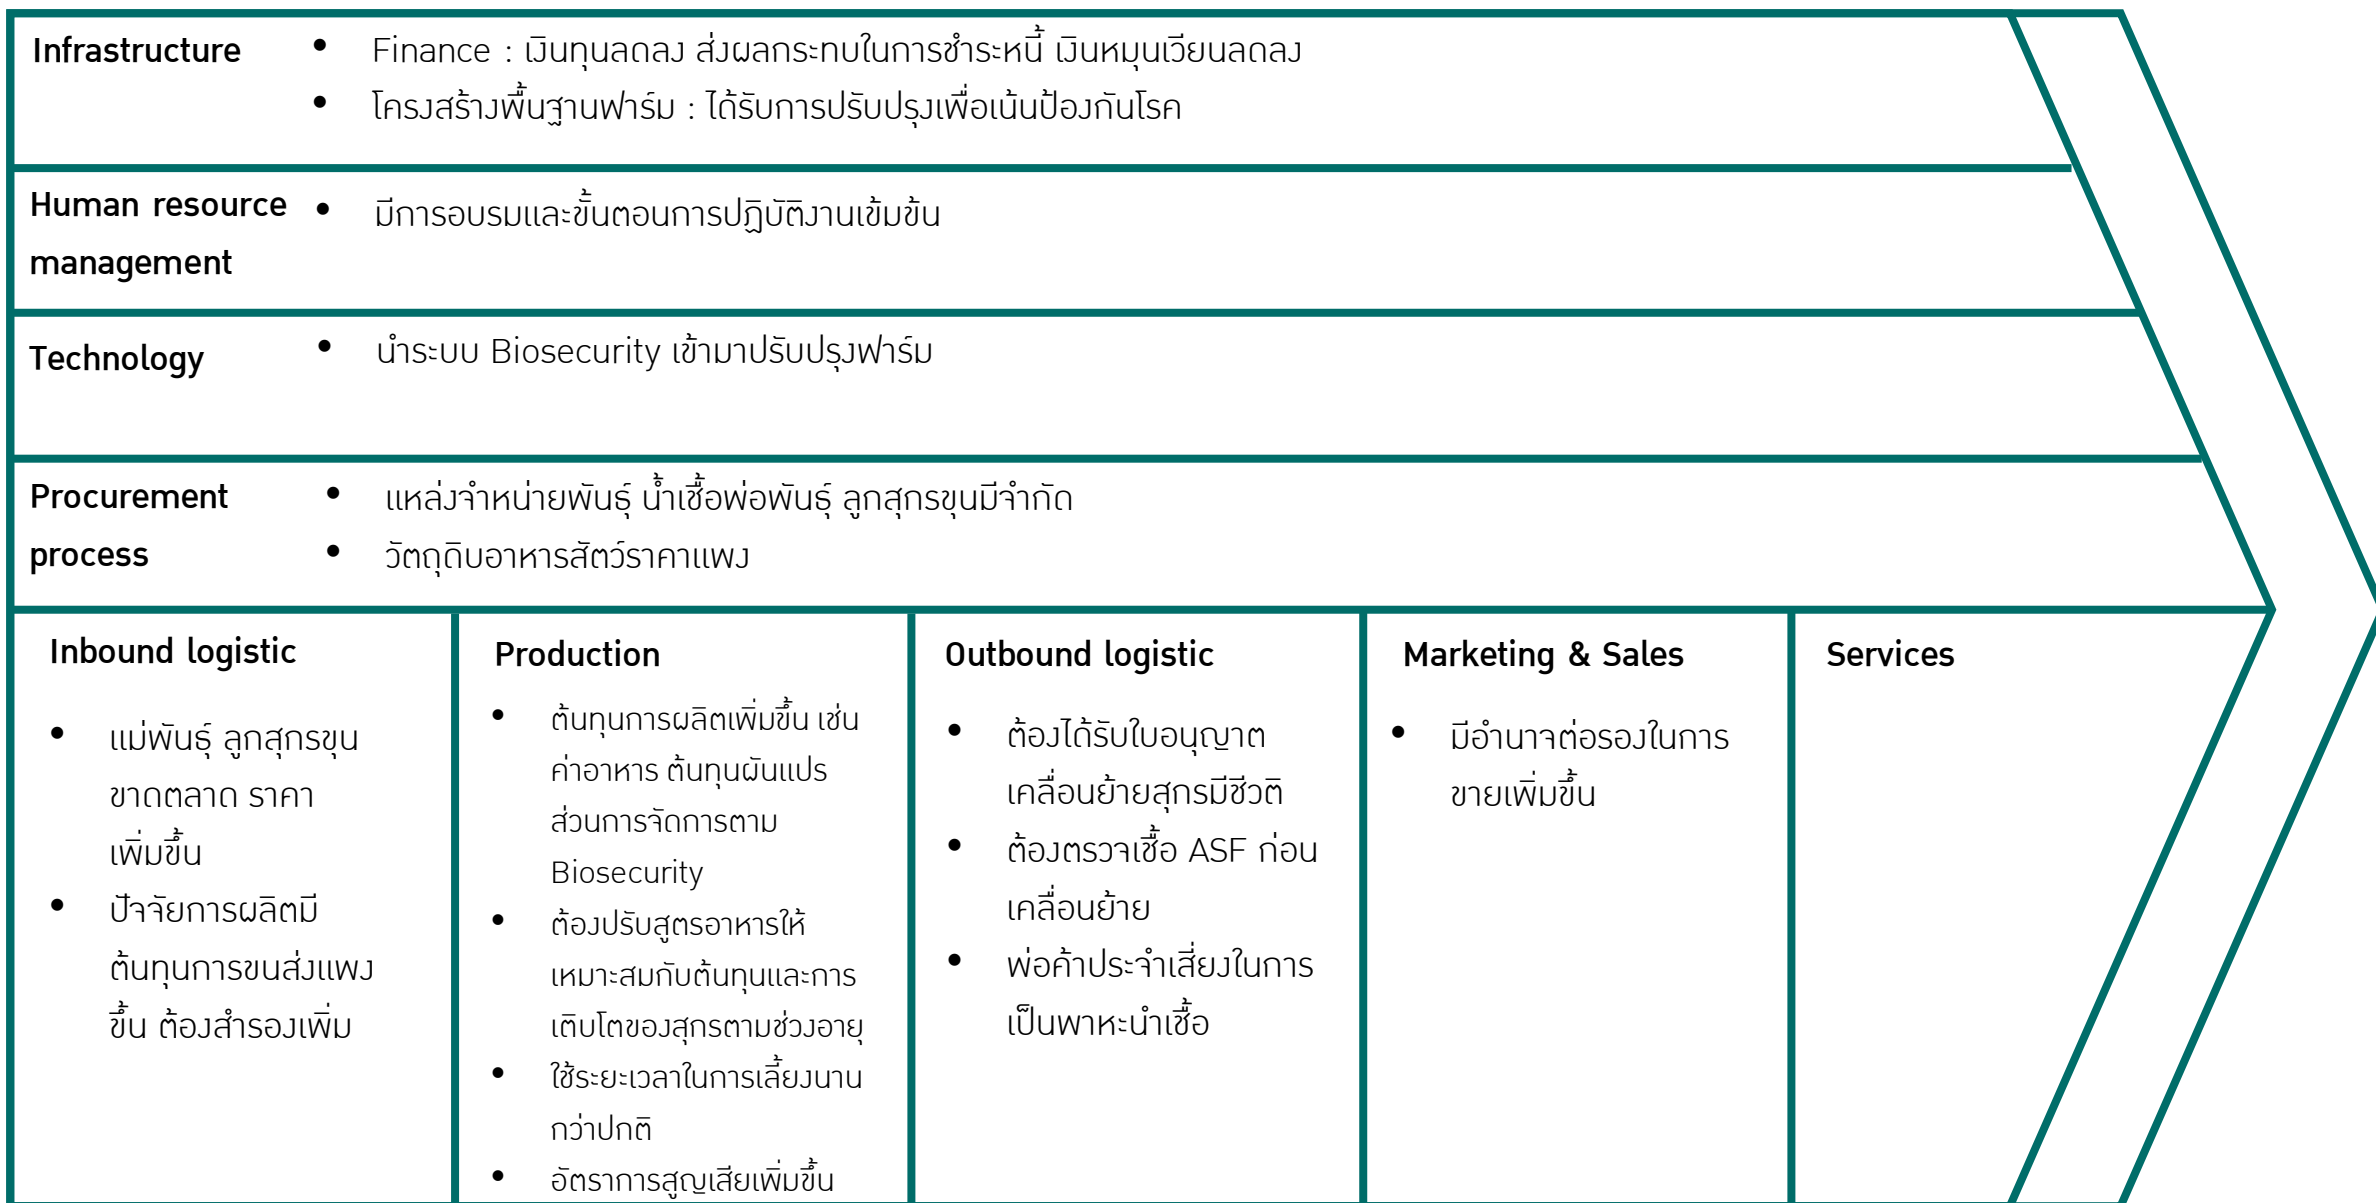 Infrastructure
• Finance : เงินทุนลดลง ส่งผลกระทบในการชำระหนี้ เงินหมุนเวียนลดลง
• โครงสร้างพื้นฐานฟาร์ม : ได้รับการปรับปรุงเพื่อเน้นป้องกันโรค
Human resource
management
• มีการอบรมและขั้นตอนการปฏิบัติงานเข้มข้น
Technology
• นำระบบ Biosecurity เข้ามาปรับปรุงฟาร์ม
Procurement
process
• แหล่งจำหน่ายพันธุ์ น้ำเชื้อพ่อพันธุ์ ลูกสุกรขุนมีจำกัด
• วัตถุดิบอาหารสัตว์ราคาแพง
Inbound logistic
• แม่พันธุ์ ลูกสุกรขุน
ขาดตลาด ราคา
เพิ่มขึ้น
• ปัจจัยการผลิตมี
ต้นทุนการขนส่งแพง
ขึ้น ต้องสำรองเพิ่ม
Production
• ต้นทุนการผลิตเพิ่มขึ้น เช่น
ค่าอาหาร ต้นทุนผันแปร
ส่วนการจัดการตาม
Biosecurity
• ต้องปรับสูตรอาหารให้
เหมาะสมกับต้นทุนและการ
เติบโตของสุกรตามช่วงอายุ
• ใช้ระยะเวลาในการเลี้ยงนาน
กว่าปกติ
• อัตราการสูญเสียเพิ่มขึ้น
Outbound logistic
• ต้องได้รับใบอนุญาต
เคลื่อนย้ายสุกรมีชีวติ
• ต้องตรวจเชื้อ ASF ก่อน
เคลื่อนย้าย
• พ่อค้าประจำเสี่ยงในการ
เป็นพาหะนำเชื้อ
Marketing & Sales
• มีอำนาจต่อรองในการ
ขายเพิ่มขึ้น
Services